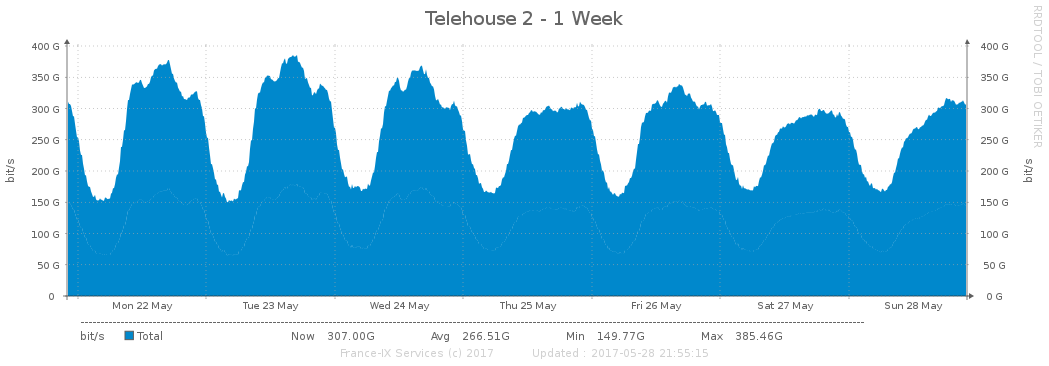 Telehouse 2 - 1 Week
RRDTOOL / TOBI OETIKER
400 G 400 G
350 G 350 G
300 G 300 G
250 G 250 G
200 G 200 G
150 G 150 G
100 G 100 G
50 G 50 G
0 0 G
bit/s bit/s
Mon 22 May Tue 23 May Wed 24 May Thu 25 May Fri 26 May Sat 27 May Sun 28 May
bit/s Total Now 307.00G Avg 266.51G Min 149.77G Max 385.46G
France-IX Services (c) 2017 Updated : 2017-05-28 21:55:15